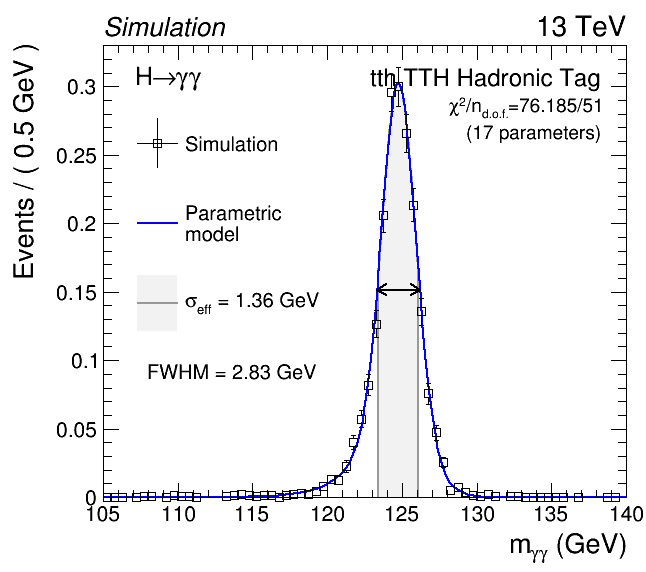 Simulation 13 TeV
H→γγ
tth TTH Hadronic Tag
χ²/n_d.o.f.=76.185/51
(17 parameters)
Simulation
Parametric
model
σ_eff = 1.36 GeV
FWHM = 2.83 GeV
Events / ( 0.5 GeV )
0.3
0.25
0.2
0.15
0.1
0.05
0
105 110 115 120 125 130 135 140
m_γγ (GeV)